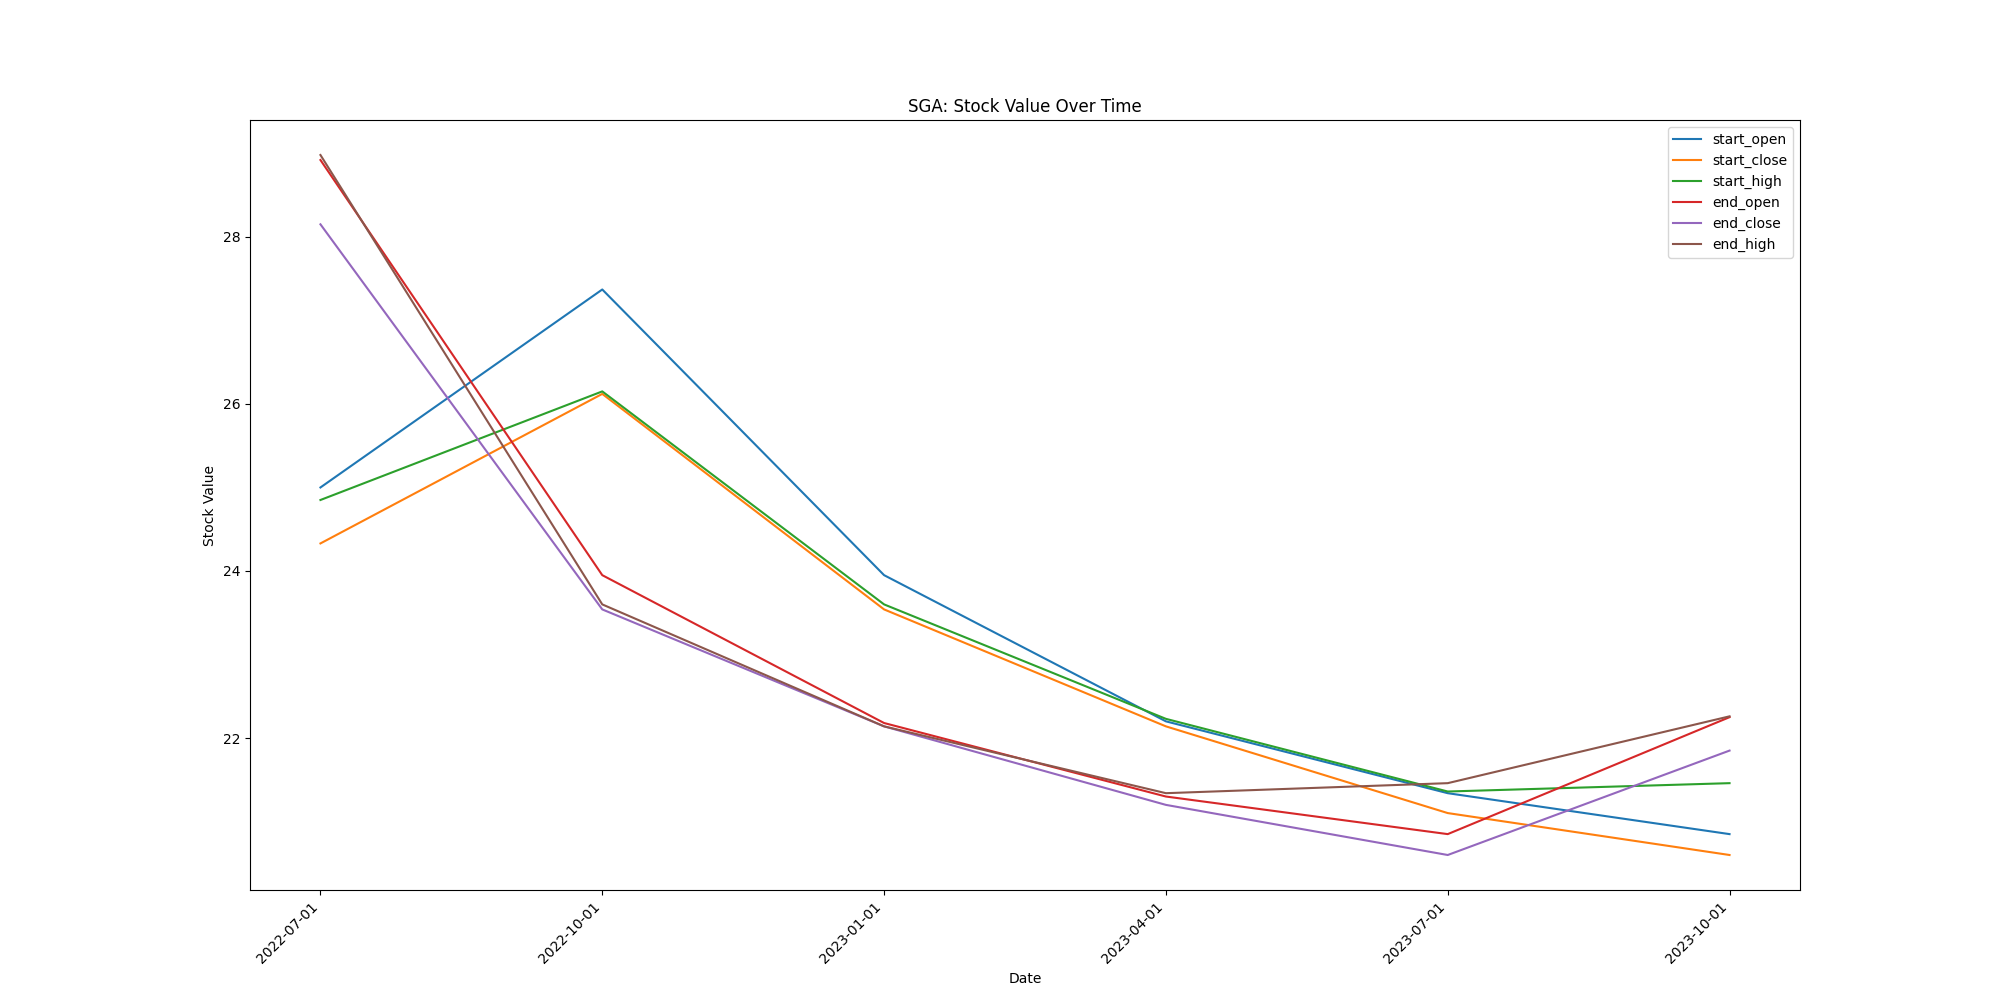 SGA: Stock Value Over Time
start_open
start_close
start_high
end_open
end_close
end_high
Stock Value
28
26
24
22
2022-07-01
2022-10-01
2023-01-01
2023-04-01
2023-07-01
2023-10-01
Date